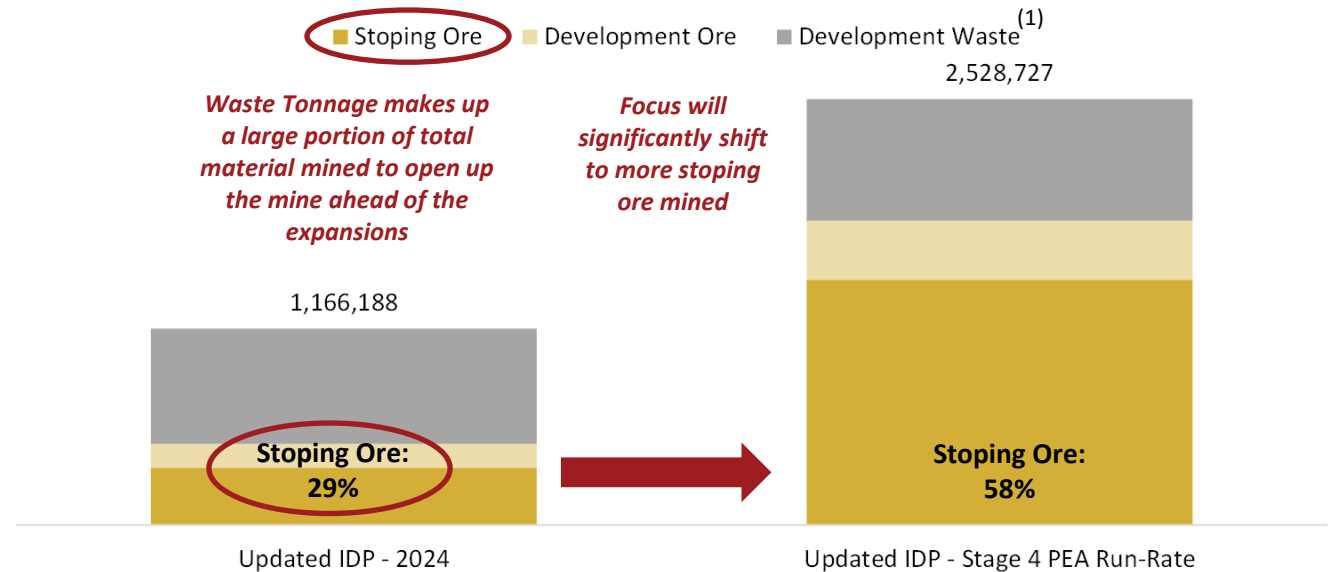 Stoping Ore
Development Ore
Development Waste(1)
Waste Tonnage makes up
a large portion of total
material mined to open up
the mine ahead of the
expansions
Focus will
significantly shift
to more stoping
ore mined
2,528,727
1,166,188
Stoping Ore:
29%
Stoping Ore:
58%
Updated IDP - 2024
Updated IDP - Stage 4 PEA Run-Rate